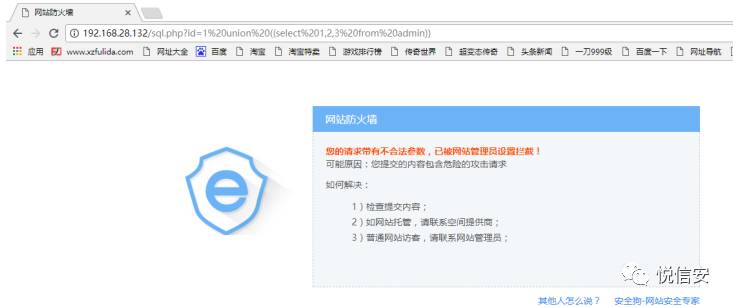 网站防火墙
192.168.28.132/sql.php?id=1%20union%20((select%201,2,3%20from%20admin))
应用 www.xzfulida.com 网址大全 百度 淘宝 淘宝特卖 游戏排行榜 传奇世界 超变态传奇 头条新闻 一刀999级 百度一下 网址导航
网站防火墙
您的请求带有不合法参数，已被网站管理员设置拦截！
可能原因：您提交的内容包含危险的攻击请求
如何解决：
1）检查提交内容；
2）如网站托管，请联系空间提供商；
3）普通网站访客，请联系网站管理员；
悦信安
其他人怎么说？ 安全狗-网站安全专家